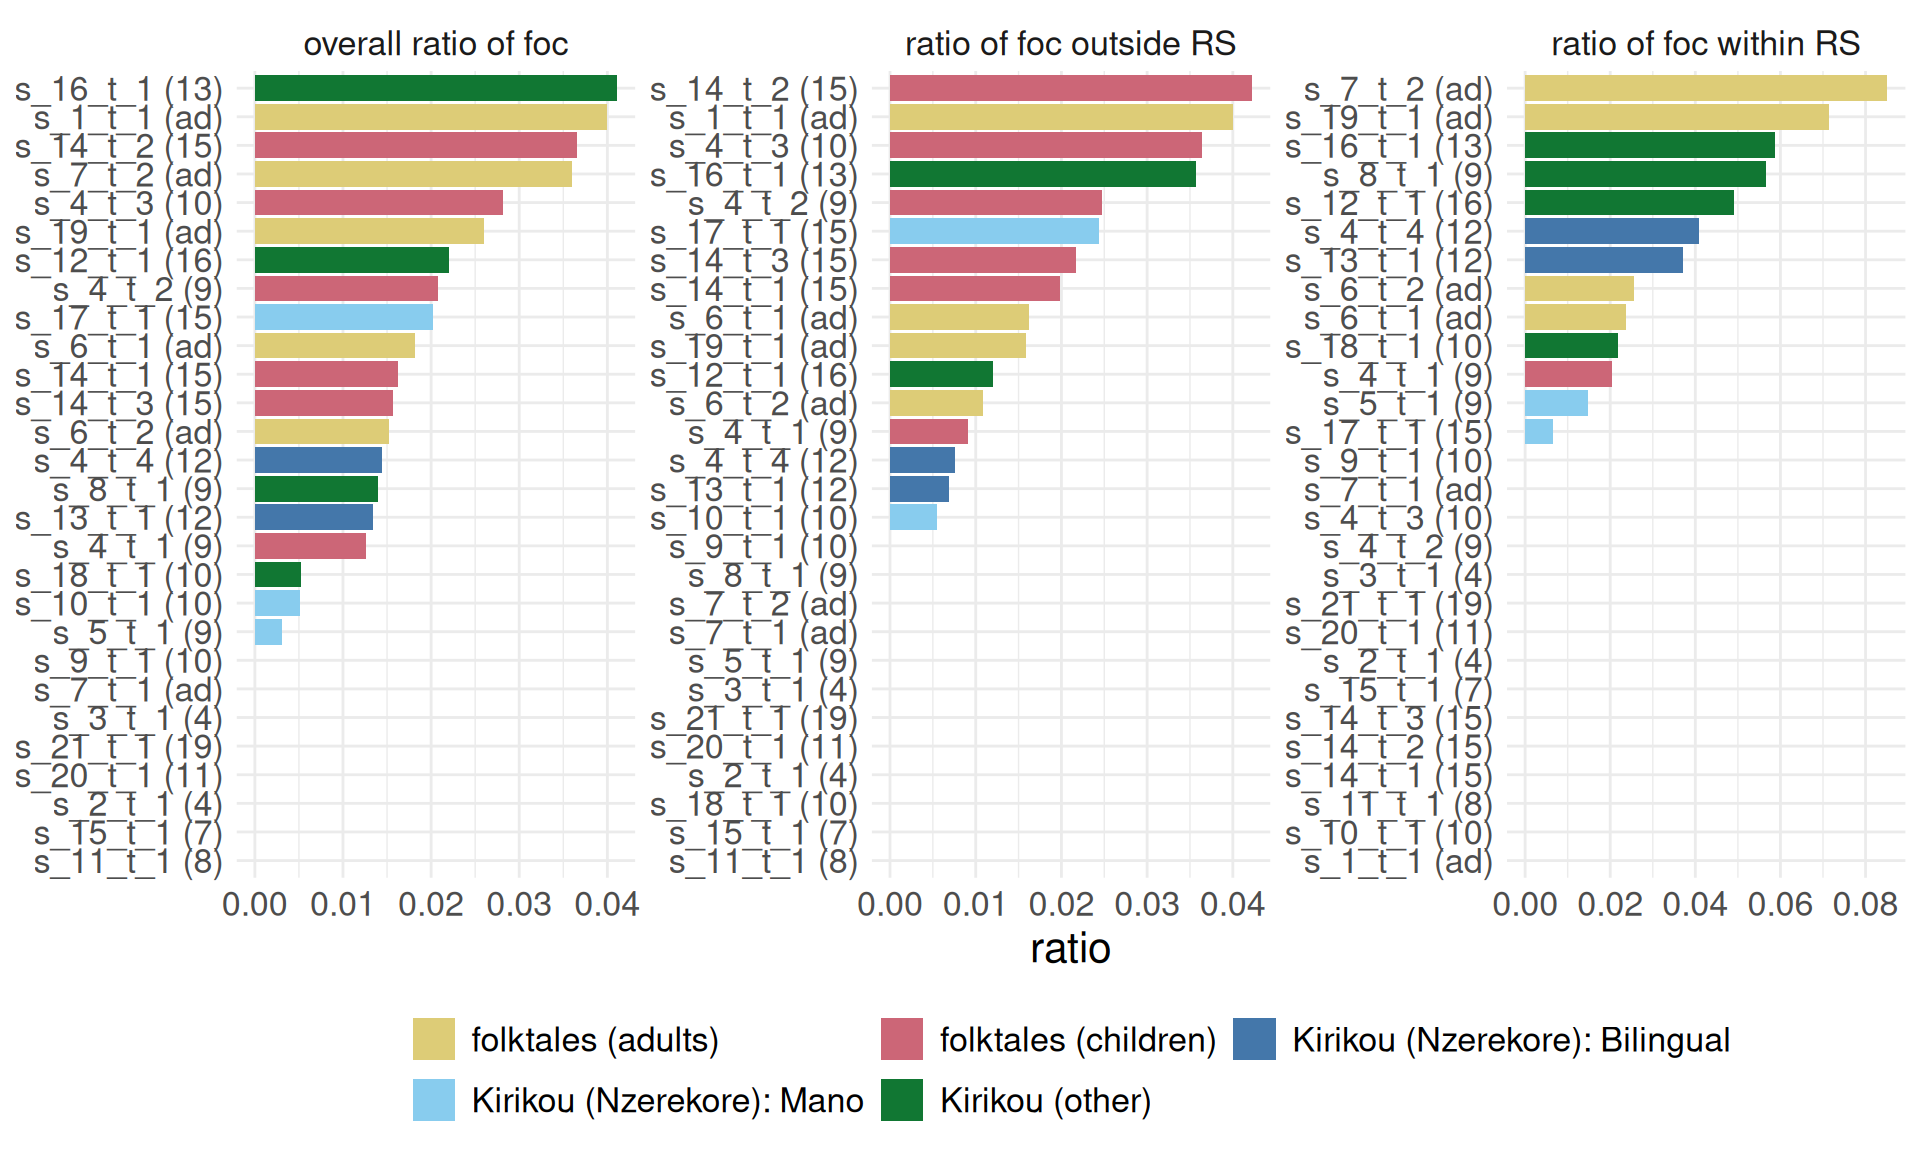 overall ratio of foc
s_16_t_1 (13)
s_1_t_1 (ad)
s_14_t_2 (15)
s_7_t_2 (ad)
s_4_t_3 (10)
s_19_t_1 (ad)
s_12_t_1 (16)
s_4_t_2 (9)
s_17_t_1 (15)
s_6_t_1 (ad)
s_14_t_1 (15)
s_14_t_3 (15)
s_6_t_2 (ad)
s_4_t_4 (12)
s_8_t_1 (9)
s_13_t_1 (12)
s_4_t_1 (9)
s_18_t_1 (10)
s_10_t_1 (10)
s_5_t_1 (9)
s_9_t_1 (10)
s_7_t_1 (ad)
s_3_t_1 (4)
s_21_t_1 (19)
s_20_t_1 (11)
s_2_t_1 (4)
s_15_t_1 (7)
s_11_t_1 (8)
0.00 0.01 0.02 0.03 0.04
ratio of foc outside RS
s_14_t_2 (15)
s_1_t_1 (ad)
s_4_t_3 (10)
s_16_t_1 (13)
s_4_t_2 (9)
s_17_t_1 (15)
s_14_t_3 (15)
s_14_t_1 (15)
s_6_t_1 (ad)
s_19_t_1 (ad)
s_12_t_1 (16)
s_6_t_2 (ad)
s_4_t_1 (9)
s_4_t_4 (12)
s_13_t_1 (12)
s_10_t_1 (10)
s_9_t_1 (10)
s_8_t_1 (9)
s_7_t_2 (ad)
s_7_t_1 (ad)
s_5_t_1 (9)
s_3_t_1 (4)
s_21_t_1 (19)
s_20_t_1 (11)
s_2_t_1 (4)
s_18_t_1 (10)
s_15_t_1 (7)
s_11_t_1 (8)
0.00 0.01 0.02 0.03 0.04
ratio of foc within RS
s_7_t_2 (ad)
s_19_t_1 (ad)
s_16_t_1 (13)
s_8_t_1 (9)
s_12_t_1 (16)
s_4_t_4 (12)
s_13_t_1 (12)
s_6_t_2 (ad)
s_6_t_1 (ad)
s_18_t_1 (10)
s_4_t_1 (9)
s_5_t_1 (9)
s_17_t_1 (15)
s_9_t_1 (10)
s_7_t_1 (ad)
s_4_t_3 (10)
s_4_t_2 (9)
s_3_t_1 (4)
s_21_t_1 (19)
s_20_t_1 (11)
s_2_t_1 (4)
s_15_t_1 (7)
s_14_t_3 (15)
s_14_t_2 (15)
s_14_t_1 (15)
s_11_t_1 (8)
s_10_t_1 (10)
s_1_t_1 (ad)
0.00 0.02 0.04 0.06 0.08
ratio
folktales (adults)
folktales (children)
Kirikou (Nzerekore): Bilingual
Kirikou (Nzerekore): Mano
Kirikou (other)